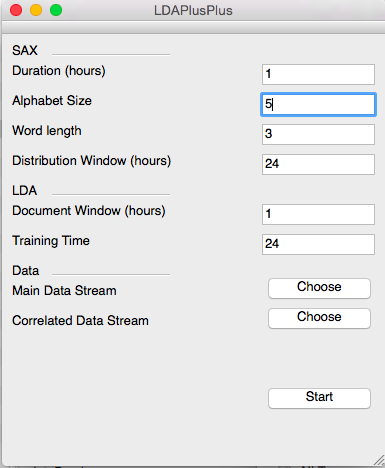 LDAPlusPlus
SAX
Duration (hours) 1
Alphabet Size 5
Word length 3
Distribution Window (hours) 24
LDA
Document Window (hours) 1
Training Time 24
Data
Main Data Stream Choose
Correlated Data Stream Choose
Start